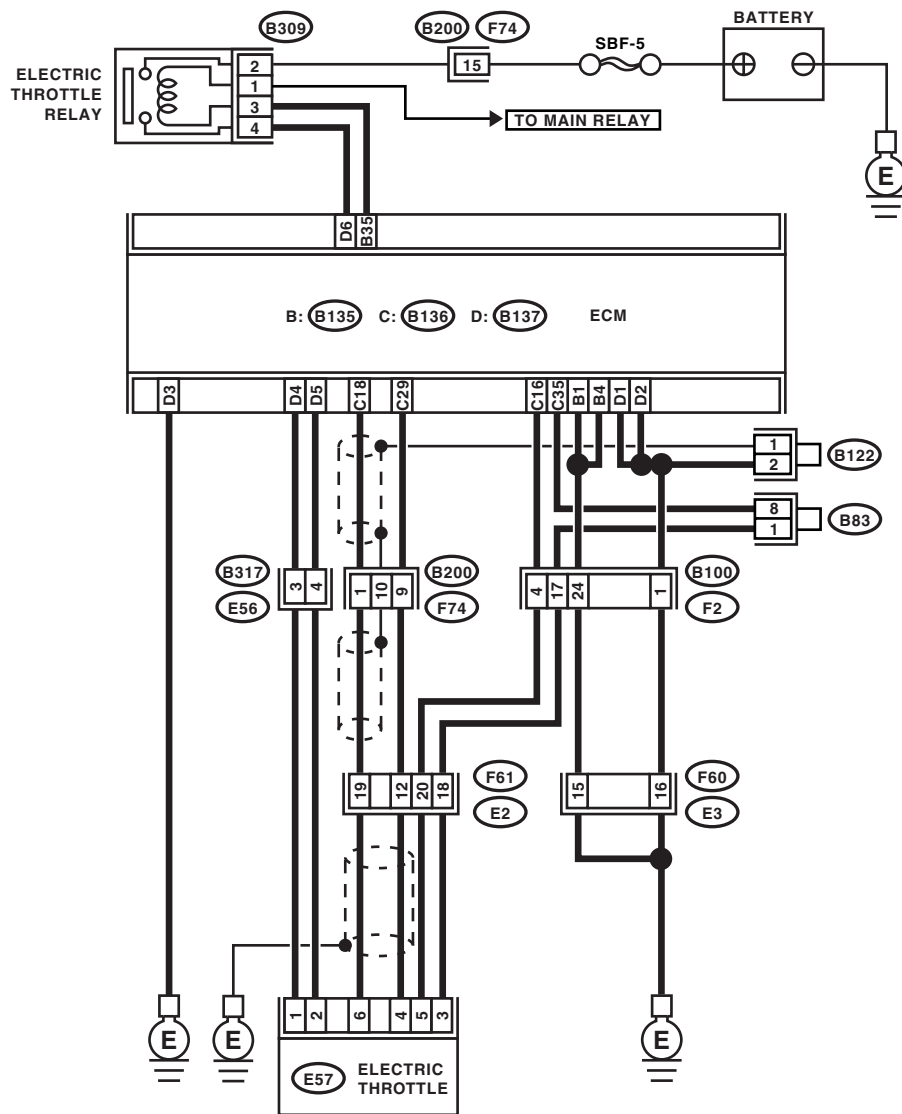 B309
B200 F74
BATTERY
SBF-5
ELECTRIC
THROTTLE
RELAY
2
1
3
4
15
TO MAIN RELAY
E
D6 B35
B: B135 C: B136 D: B137 ECM
D3 D4 D5 C18 C29 C16 C35 B1 B4 D1 D2
1
2
B122
8
1
B83
B317
E56
3 4
1 10 9
B200
F74
4 17 24 1
B100
F2
19 12 20 18
F61
E2
15 16
F60
E3
E
E
E
1 2 6 4 5 3
E57
ELECTRIC
THROTTLE